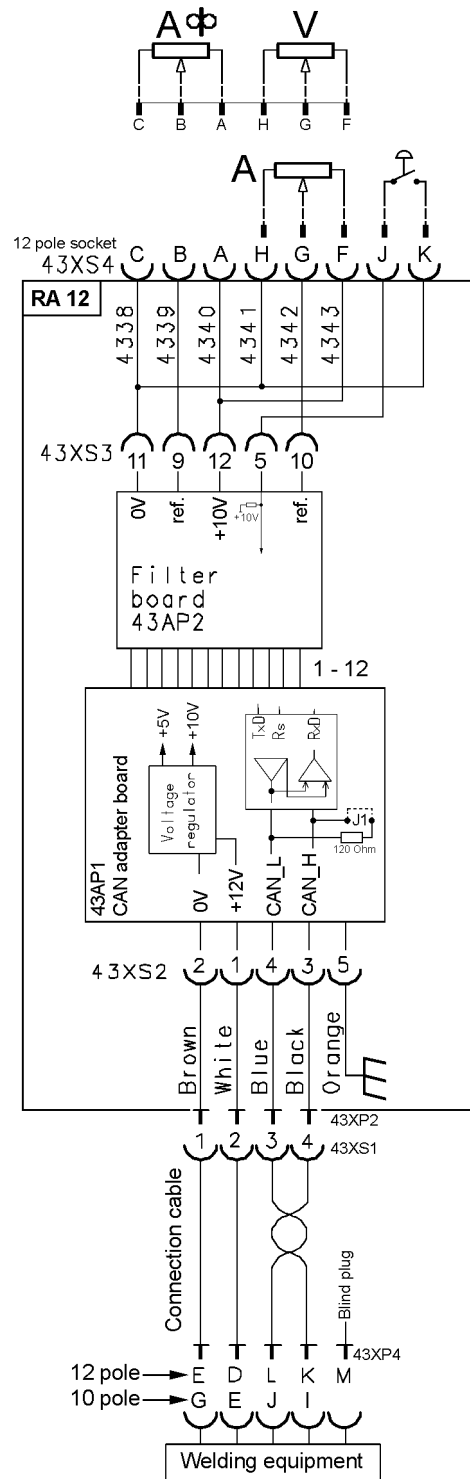 A V
C B A H G F
A
12 pole socket
43XS4 C B A H G F J K
RA 12
4338 4339 4340 4341 4342 4343
43XS3 11 9 12 5 10
0V ref. +10V +10V ref.
Filter
board
43AP2
1 - 12
43AP1
CAN adapter board
+5V +10V
Voltage
regulator
0V +12V
TxD Rs RxD
J1
120 Ohm
CAN_L CAN_H
43XS2 2 1 4 3 5
Brown White Blue Black Orange
43XP2
1 2 3 4 43XS1
Connection cable
Blind plug
43XP4
12 pole E D L K M
10 pole G E J I
Welding equipment